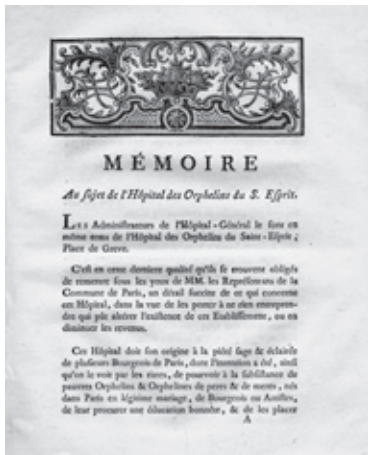 MÉMOIRE
Au sujet de l'Hôpital des Orphelins du S. Esprit.
LES Administrateurs de l'Hôpital-Général le sont en
même tems de l'Hôpital des Orphelins du Saint-Esprit,
Place de Greve.
C'est en cette derniere qualité qu'ils se trouvent obligés
de remettre sous les yeux de MM. les Représentans de la
Commune de Paris, un détail succinct de ce qui concerne
cet Hôpital, dans la vue de les porter à ne rien entrepren-
dre qui pût altérer l'existence de cet Etablissement, ou en
diminuer les revenus.
Cet Hôpital doit son origine à la piété sage & éclairée
de plusieurs Bourgeois de Paris, dont l'intention a été, ainsi
qu'on le voit par les titres, de pourvoir à la subsistance de
pauvres Orphelins & Orphelines de peres & de meres, nés
dans Paris en légitime mariage, de Bourgeois ou Artistes,
de leur procurer une éducation honnête, & de les placer
A